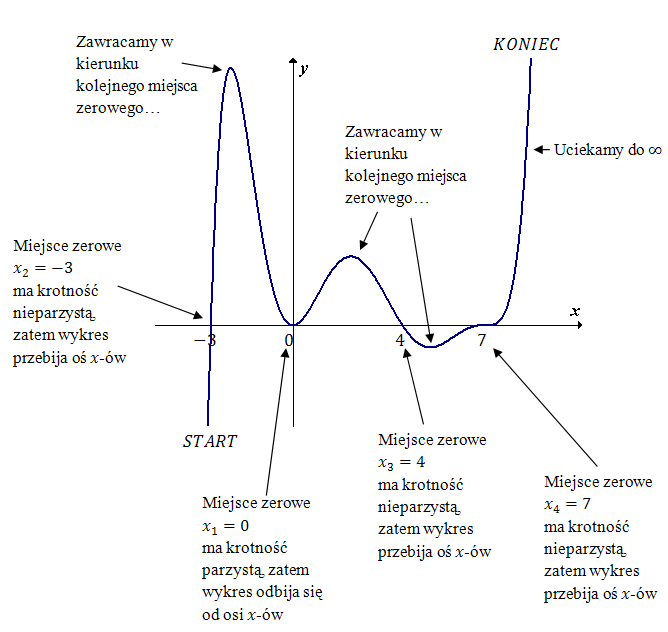 Zawracamy w
kierunku
kolejnego miejsca
zerowego…
KONIEC
y
Zawracamy w
kierunku
kolejnego miejsca
zerowego…
Uciekamy do ∞
Miejsce zerowe
x₂ = −3
ma krotność
nieparzystą,
zatem wykres
przebija oś x-ów
x
−3
0
4
7
START
Miejsce zerowe
x₁ = 0
ma krotność
parzystą, zatem
wykres odbija się
od osi x-ów
Miejsce zerowe
x₃ = 4
ma krotność
nieparzystą,
zatem wykres
przebija oś x-ów
Miejsce zerowe
x₄ = 7
ma krotność
nieparzystą,
zatem wykres
przebija oś x-ów